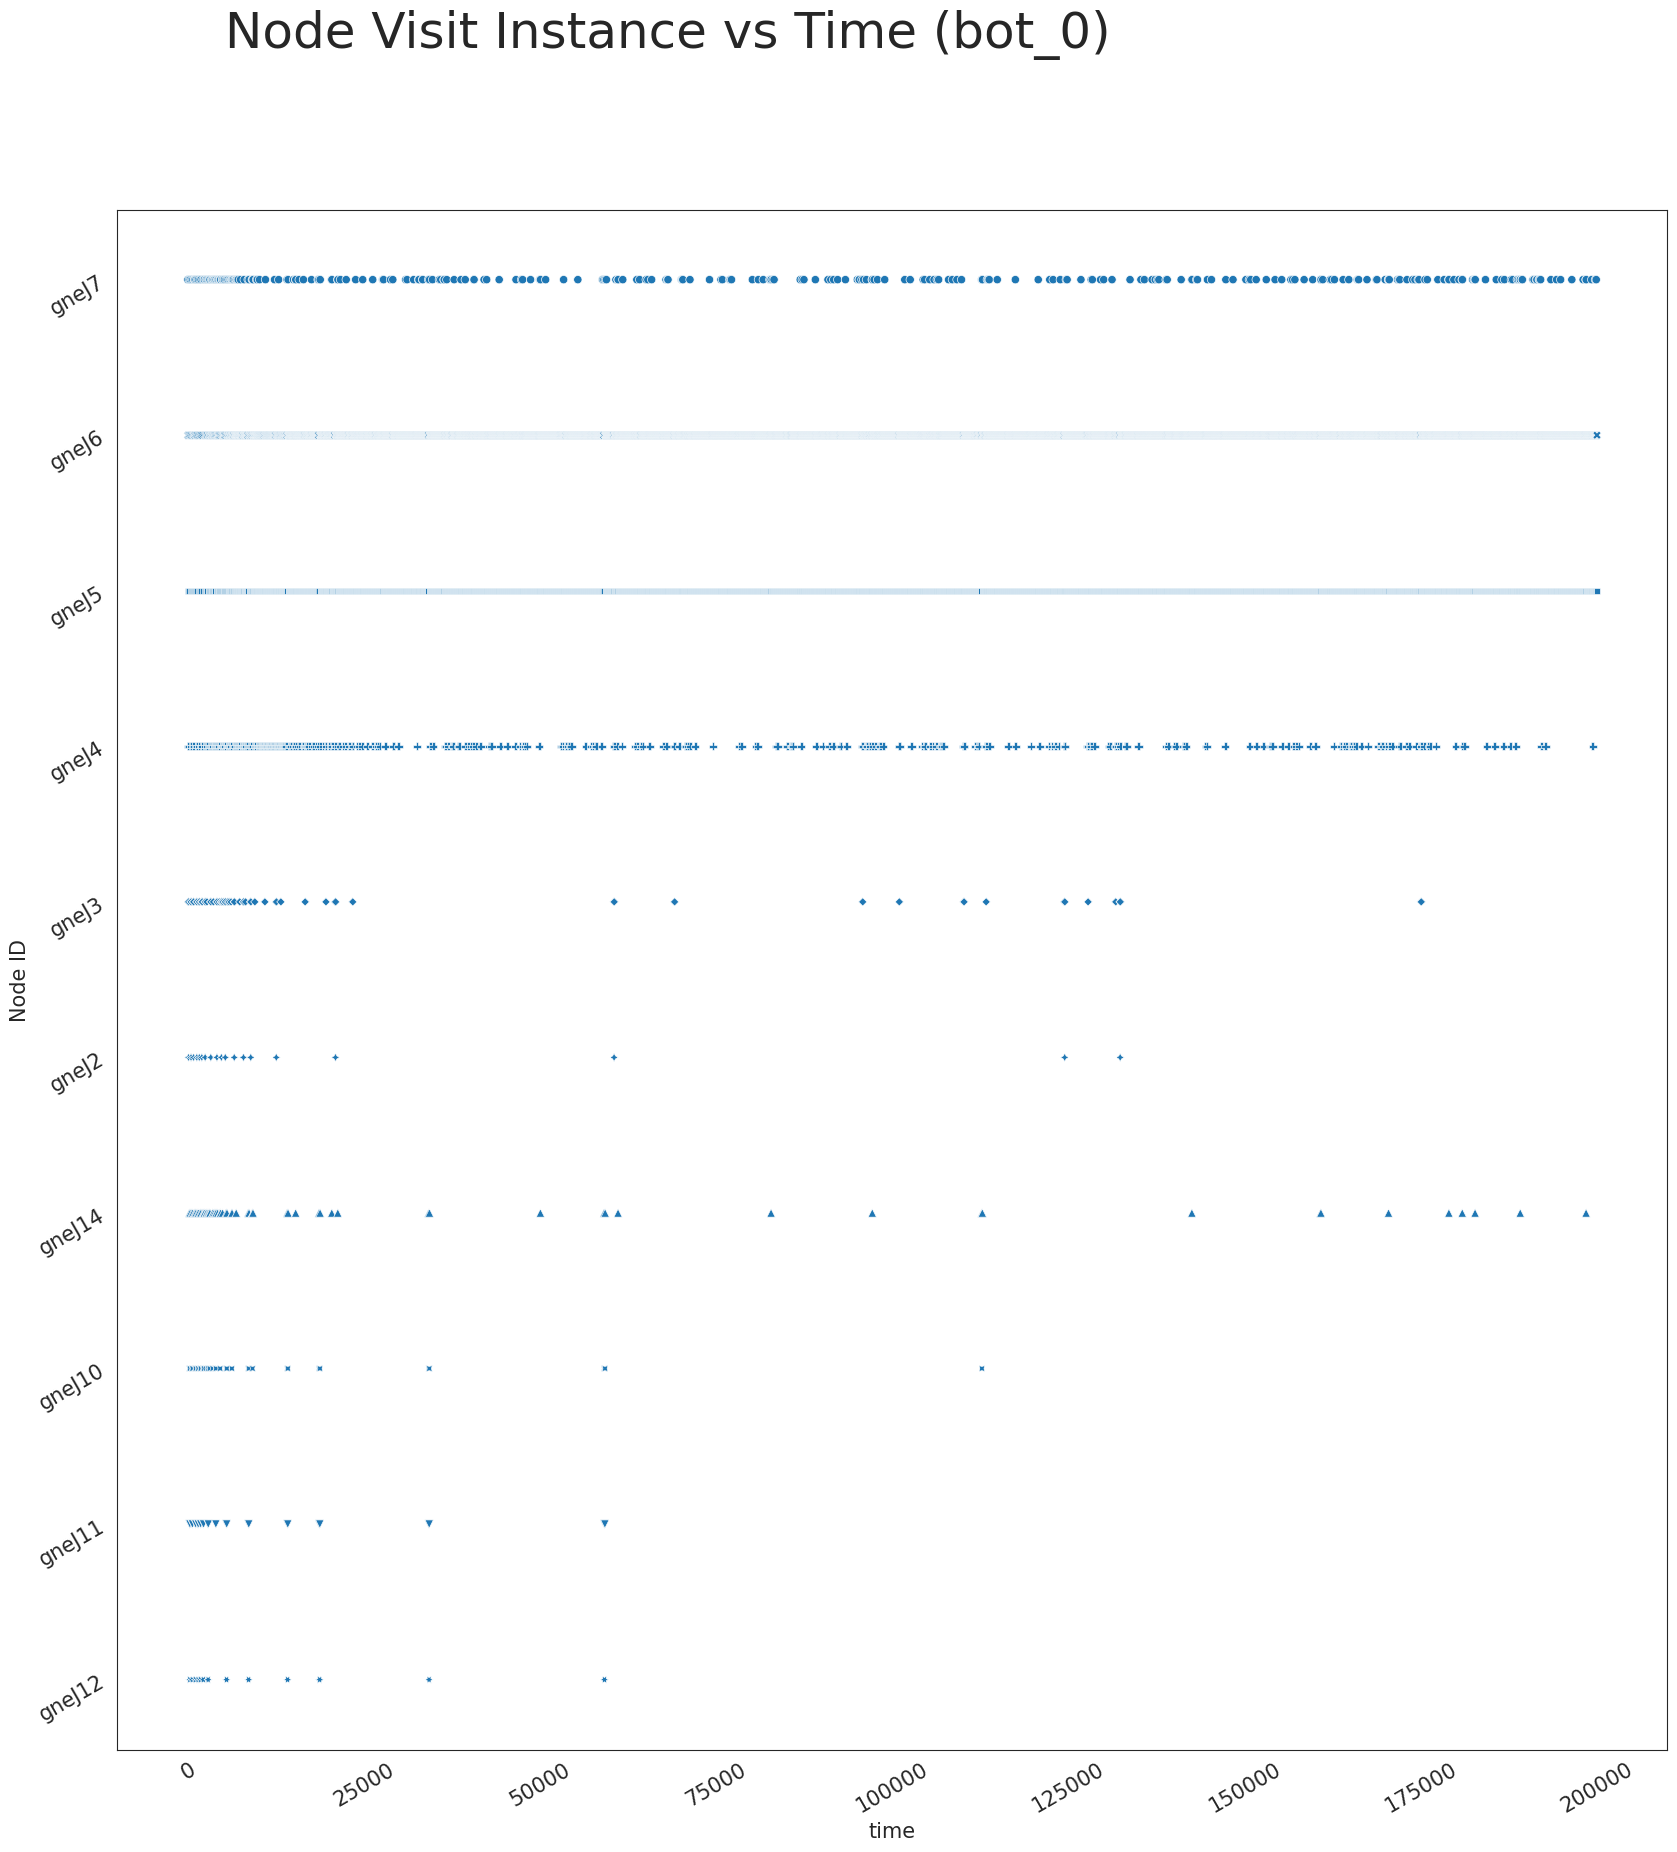 Node Visit Instance vs Time (bot_0)
gneJ7
gneJ6
gneJ5
gneJ4
gneJ3
gneJ2
gneJ14
gneJ10
gneJ11
gneJ12
Node ID
0
25000
50000
75000
100000
125000
150000
175000
200000
time